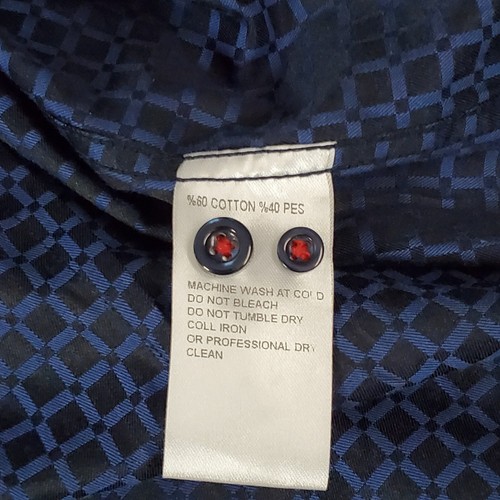 %60 COTTON %40 PES
MACHINE WASH AT COLD
DO NOT BLEACH
DO NOT TUMBLE DRY
COLL IRON
OR PROFESSIONAL DRY
CLEAN